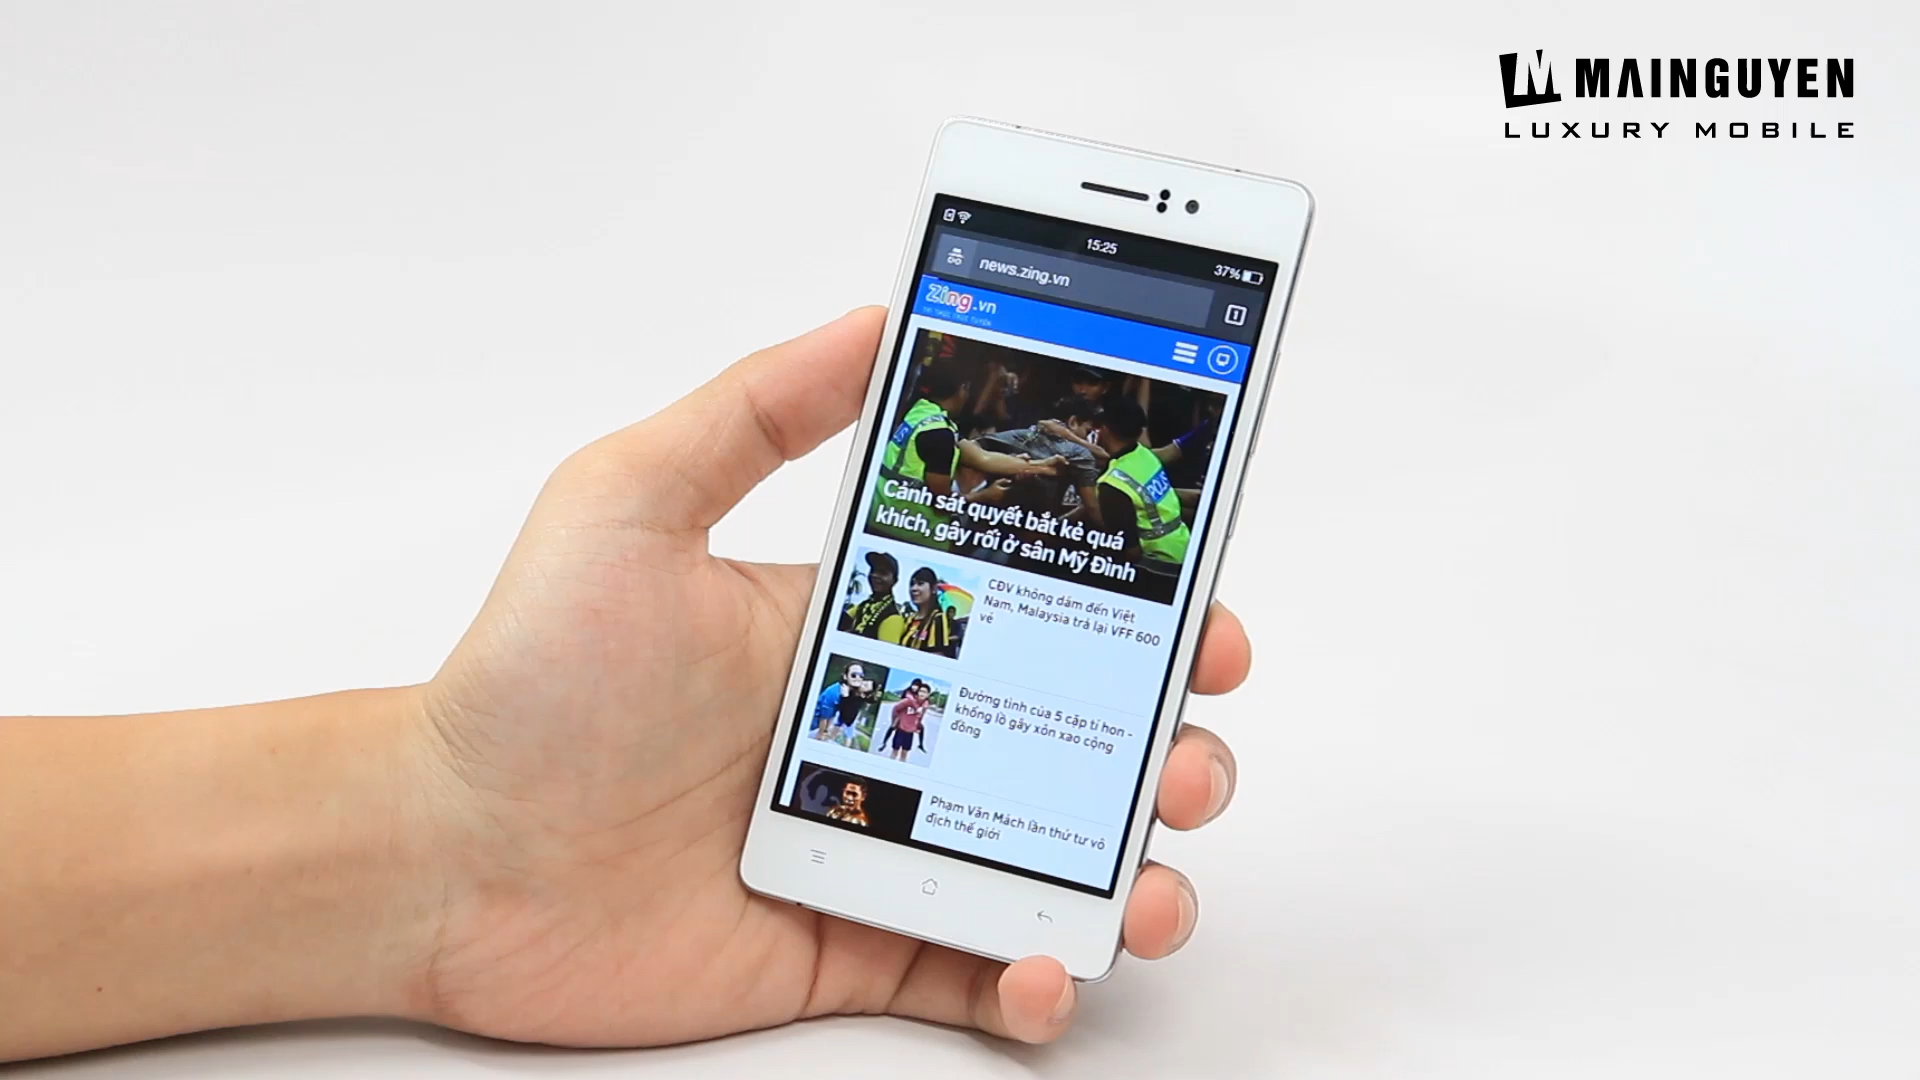 MAINGUYEN
LUXURY MOBILE
15:25
37%
news.zing.vn
Zing.vn
POLIS
Cảnh sát quyết bắt kẻ quá
khích, gây rối ở sân Mỹ Đình
CĐV không dám đến Việt
Nam, Malaysia trả lại VFF 600
vé
Đường tình của 5 cặp tí hon -
khổng lồ gây xôn xao cộng
đồng
Phạm Văn Mách lần thứ tư vô
địch thế giới